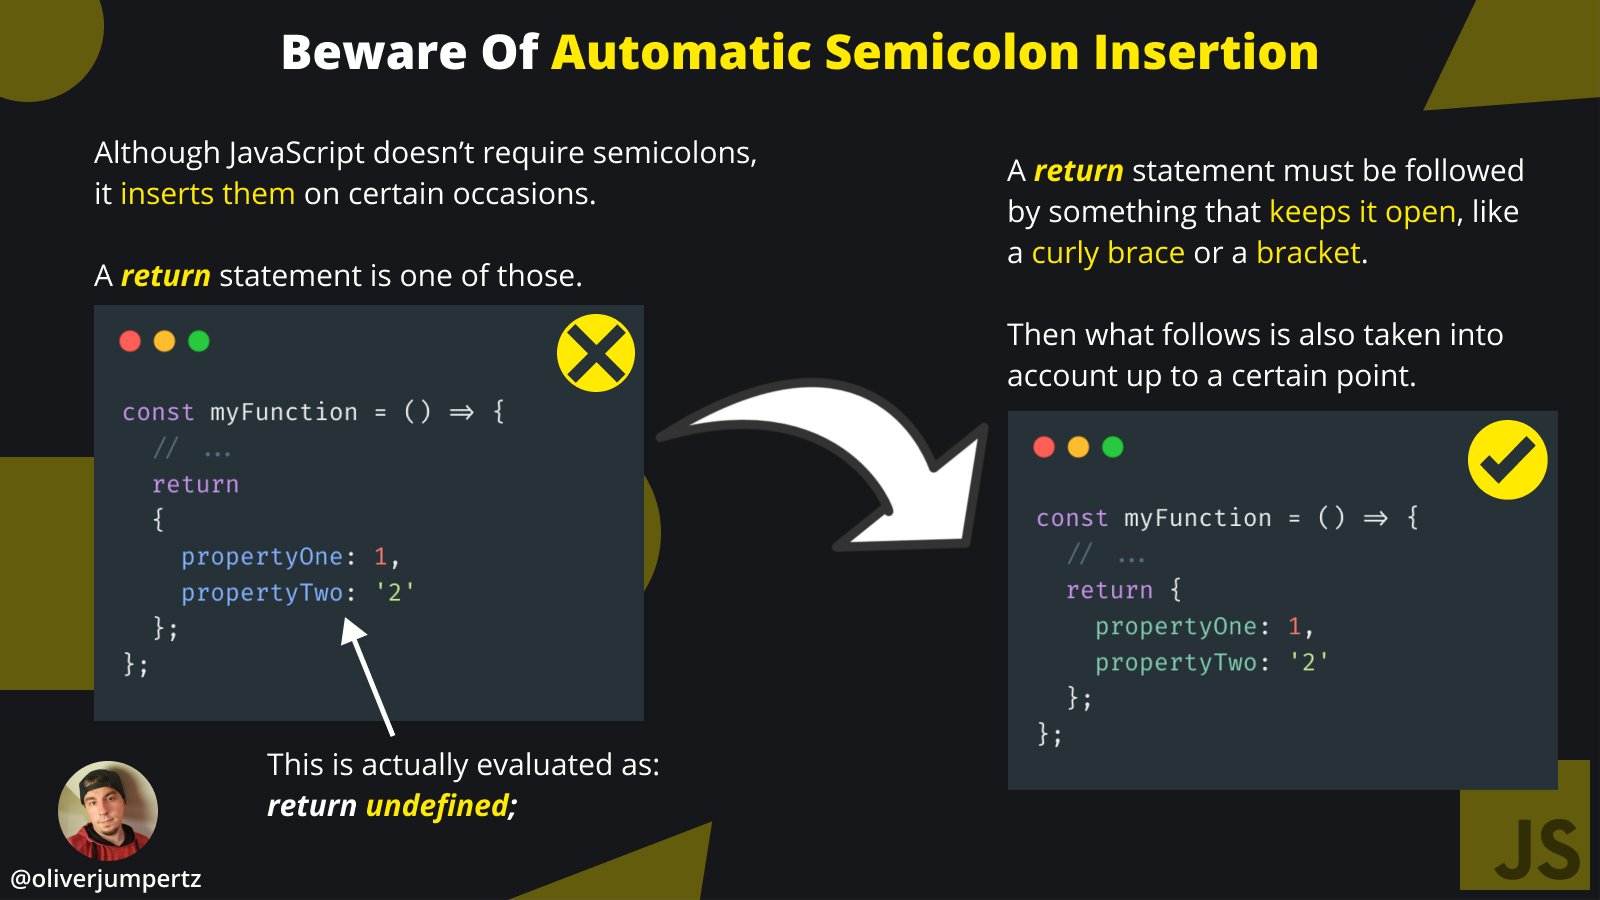 Beware Of Automatic Semicolon Insertion
Although JavaScript doesn’t require semicolons,
it inserts them on certain occasions.
A return statement is one of those.
const myFunction = () => {
// ...
return
{
propertyOne: 1,
propertyTwo: '2'
};
};
This is actually evaluated as:
return undefined;
A return statement must be followed
by something that keeps it open, like
a curly brace or a bracket.
Then what follows is also taken into
account up to a certain point.
const myFunction = () => {
// ...
return {
propertyOne: 1,
propertyTwo: '2'
};
};
@oliverjumpertz
JS